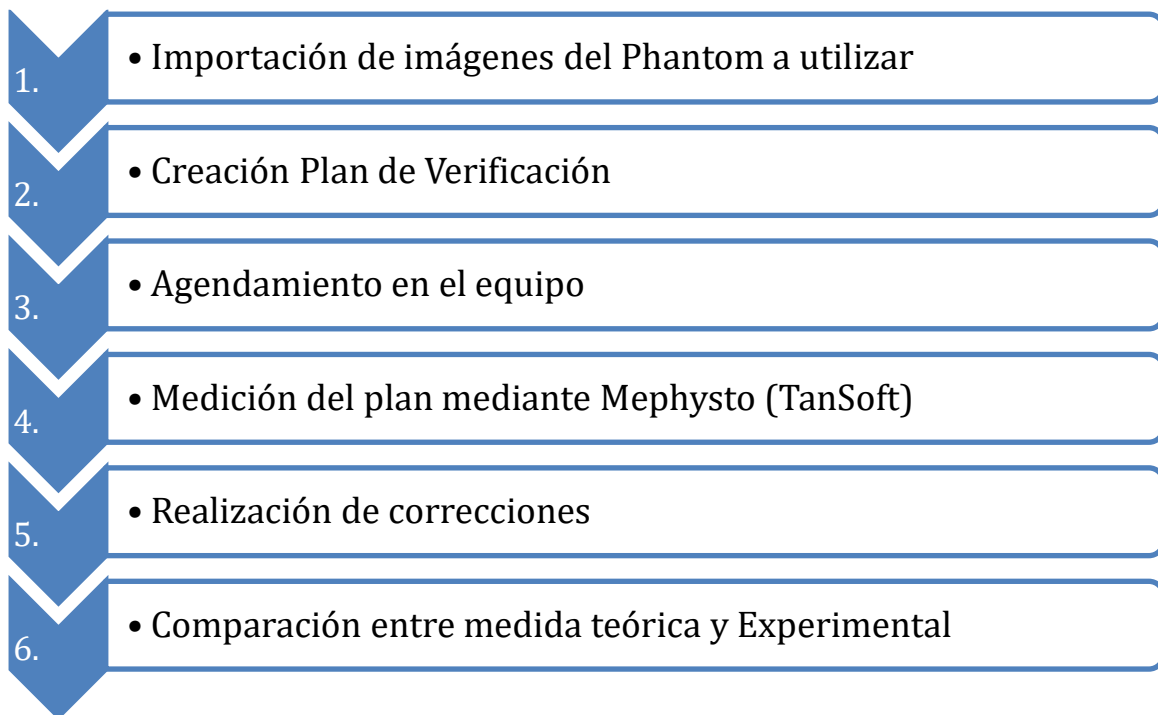 1. • Importación de imágenes del Phantom a utilizar
2. • Creación Plan de Verificación
3. • Agendamiento en el equipo
4. • Medición del plan mediante Mephysto (TanSoft)
5. • Realización de correcciones
6. • Comparación entre medida teórica y Experimental